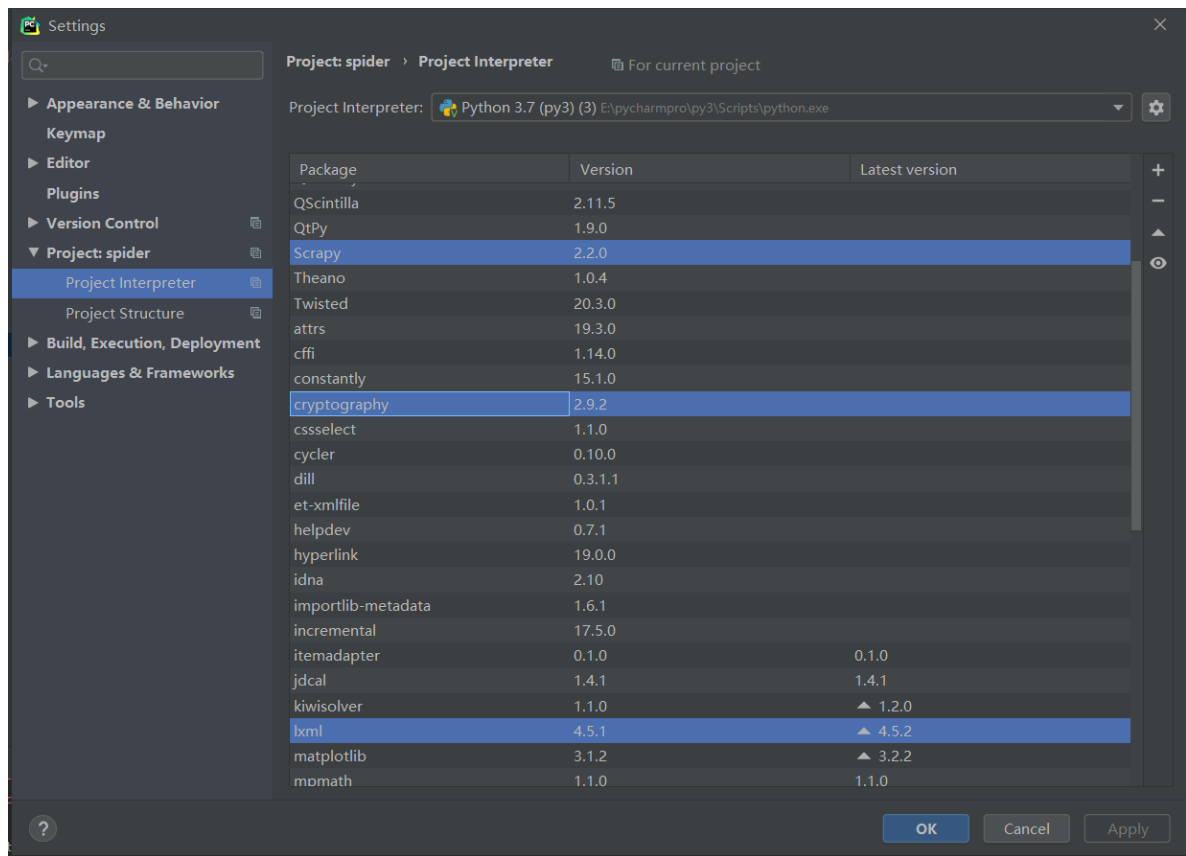 PC Settings
Project: spider › Project Interpreter For current project
Project Interpreter: Python 3.7 (py3) (3) E:\pycharmpro\py3\Scripts\python.exe
Appearance & Behavior
Keymap
Editor
Plugins
Version Control
Project: spider
Project Interpreter
Project Structure
Build, Execution, Deployment
Languages & Frameworks
Tools
Package Version Latest version
QScintilla 2.11.5
QtPy 1.9.0
Scrapy 2.2.0
Theano 1.0.4
Twisted 20.3.0
attrs 19.3.0
cffi 1.14.0
constantly 15.1.0
cryptography 2.9.2
cssselect 1.1.0
cycler 0.10.0
dill 0.3.1.1
et-xmlfile 1.0.1
helpdev 0.7.1
hyperlink 19.0.0
idna 2.10
importlib-metadata 1.6.1
incremental 17.5.0
itemadapter 0.1.0 0.1.0
jdcal 1.4.1 1.4.1
kiwisolver 1.1.0 1.2.0
lxml 4.5.1 4.5.2
matplotlib 3.1.2 3.2.2
mpmath 1.1.0 1.1.0
?
OK Cancel Apply